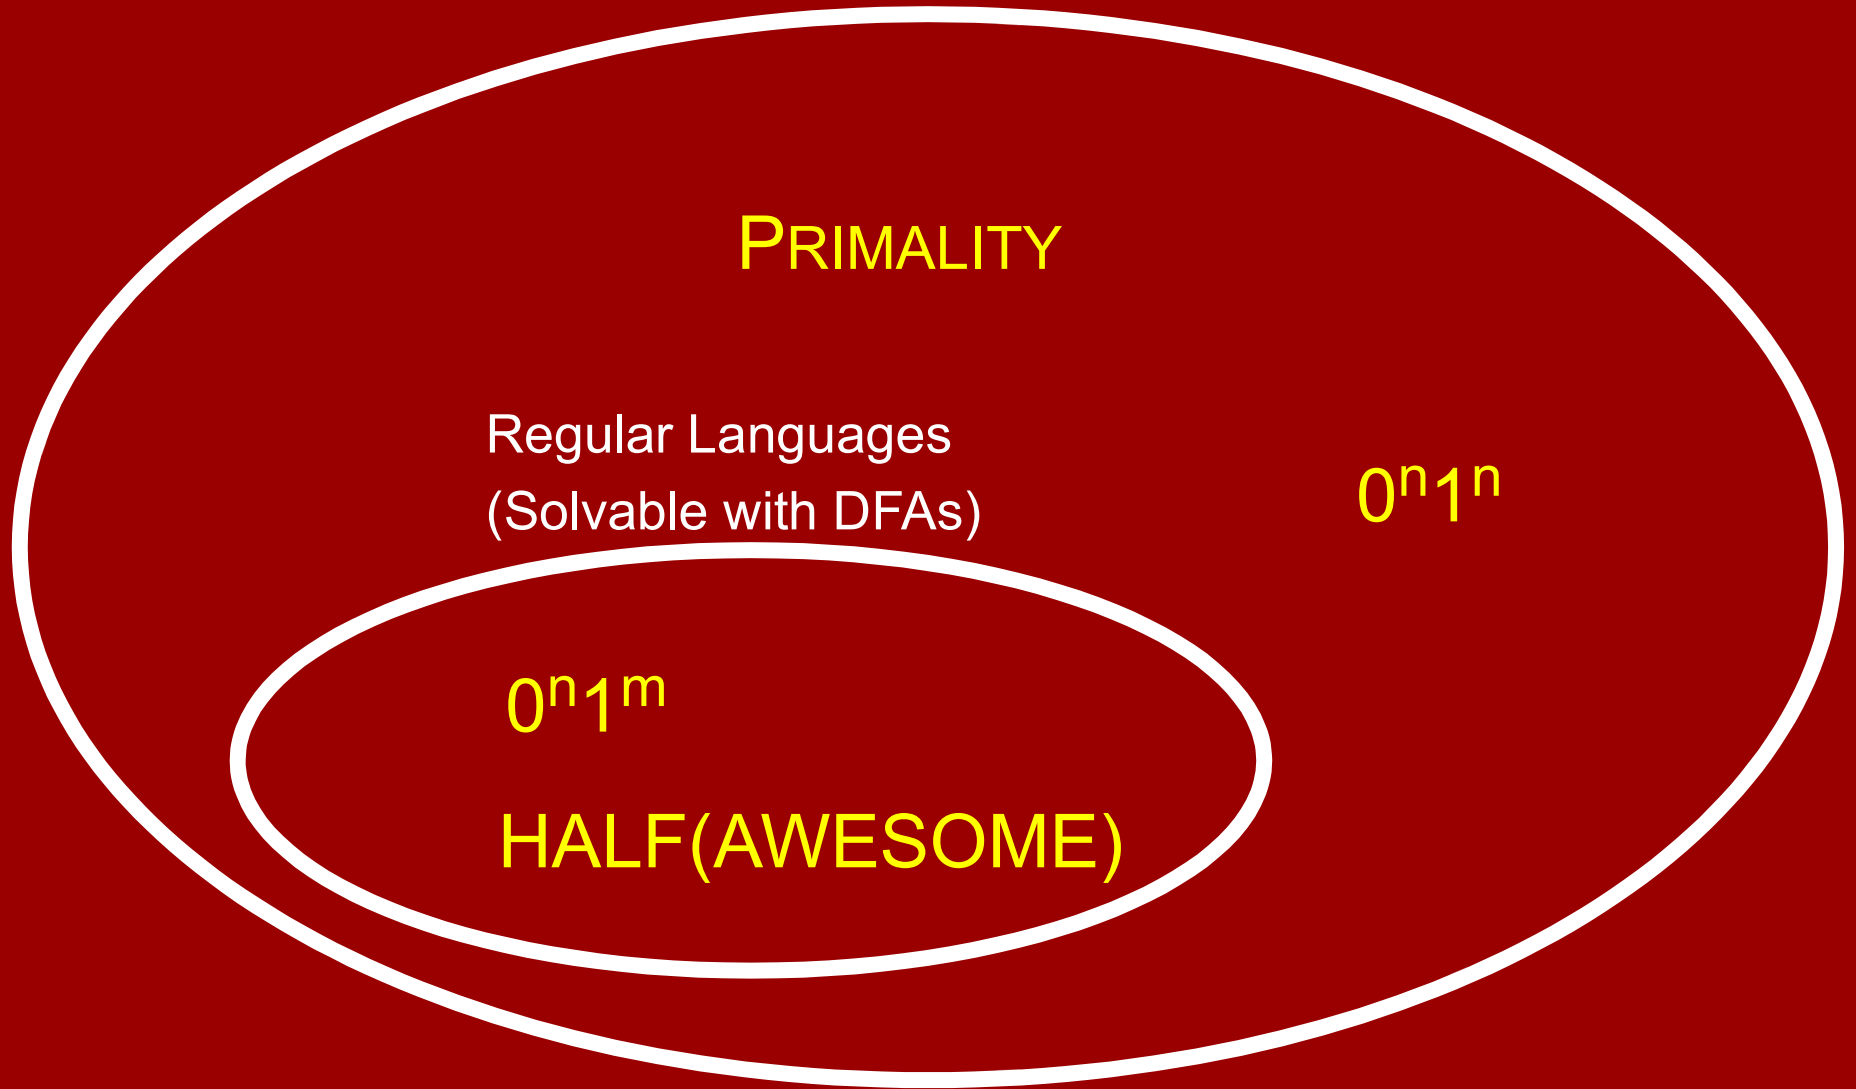 PRIMALITY
Regular Languages
(Solvable with DFAs)
0ⁿ1ⁿ
0ⁿ1ᵐ
HALF(AWESOME)